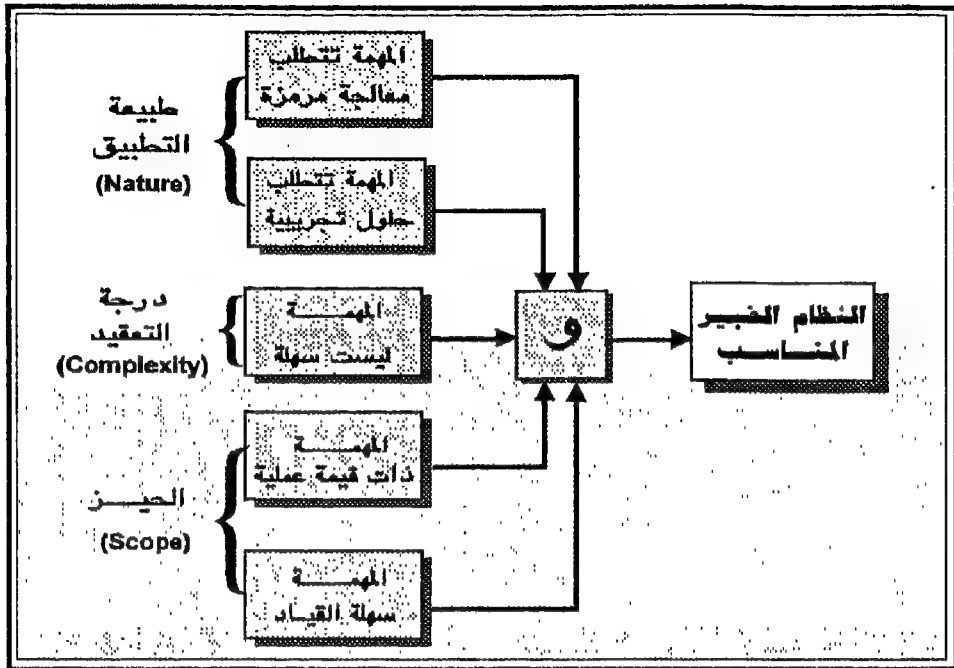 المهمة تتطلب
معالجة مرمزة
طبيعة
التطبيق
(Nature)
المهمة تتطلب
حلول تجريبية
درجة
التعقيد
(Complexity)
المهمة
ليست سهلة
و
النظام الخبير
المناسب
المهمة
ذات قيمة عملية
الحيز
(Scope)
المهمة
سهلة القياد